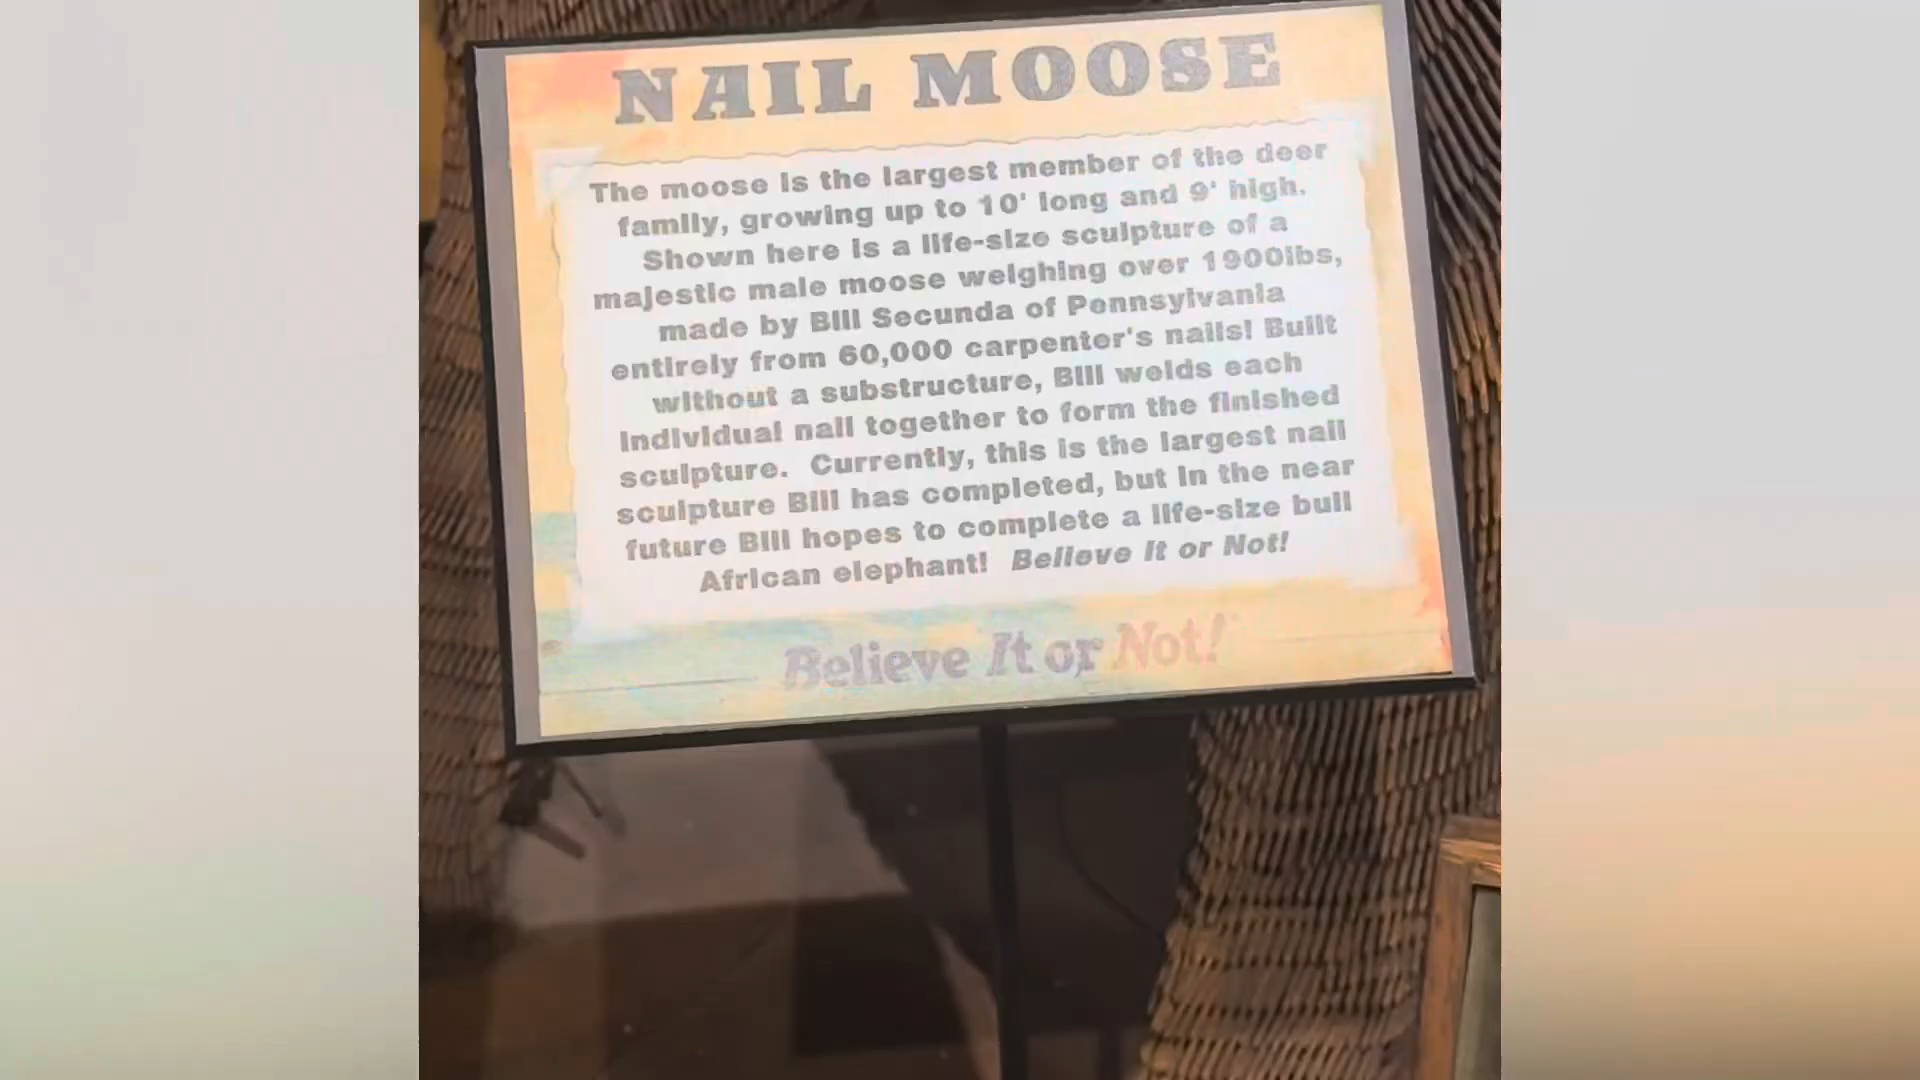 NAIL MOOSE
The moose is the largest member of the deer
family, growing up to 10' long and 9' high.
Shown here is a life-size sculpture of a
majestic male moose weighing over 1900lbs,
made by Bill Secunda of Pennsylvania
entirely from 60,000 carpenter's nails! Built
without a substructure, Bill welds each
individual nail together to form the finished
sculpture. Currently, this is the largest nail
sculpture Bill has completed, but in the near
future Bill hopes to complete a life-size bull
African elephant! Believe It or Not!
Believe It or Not!